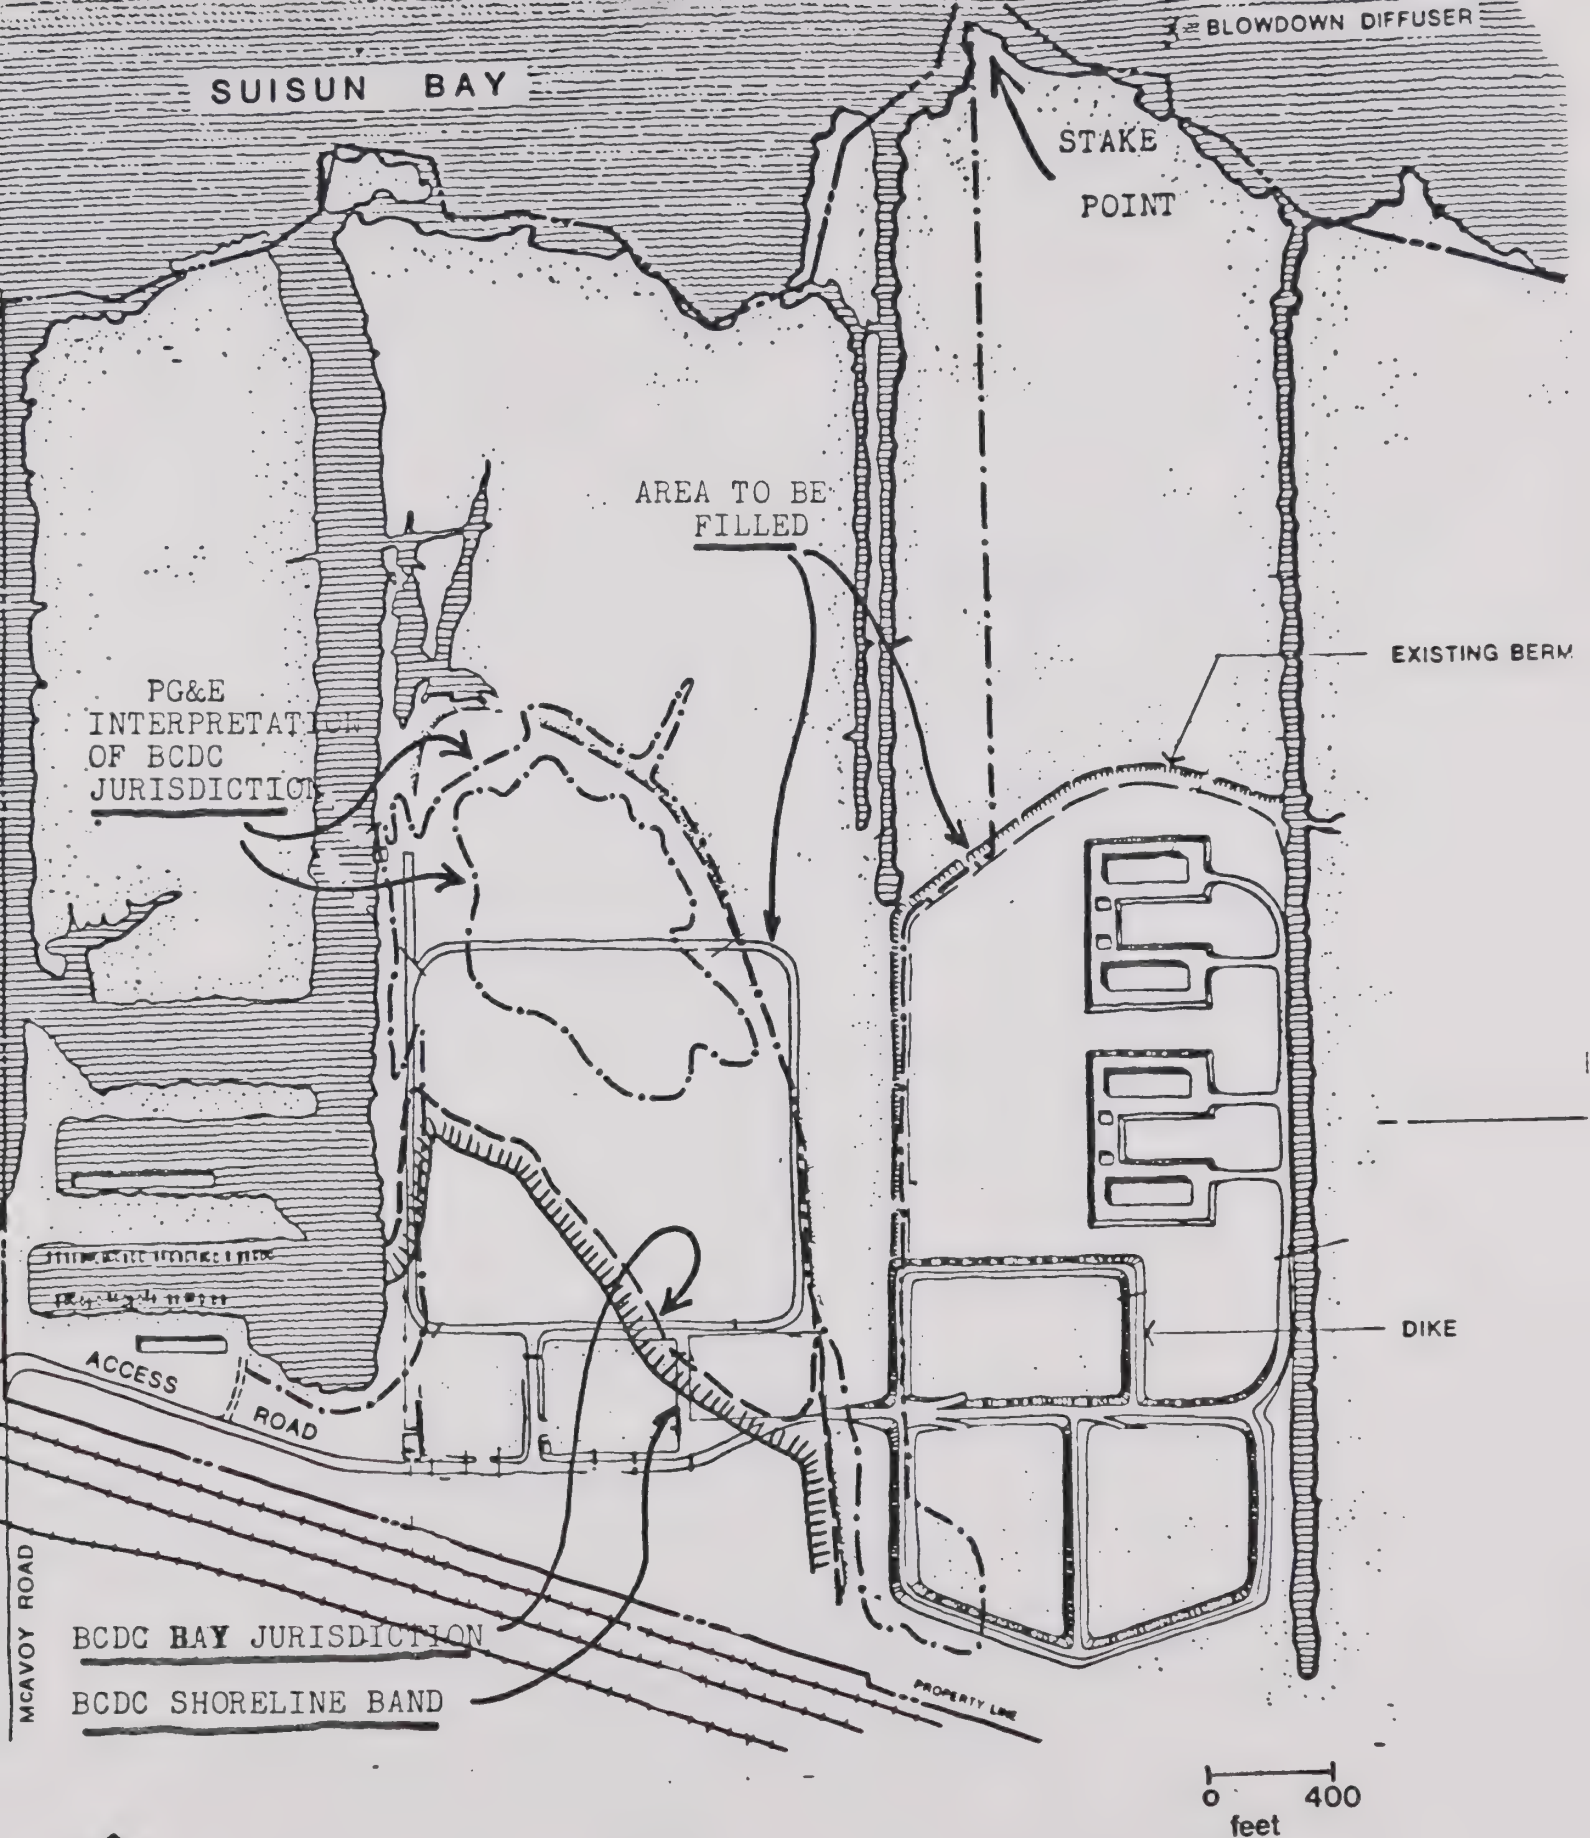 BLOWDOWN DIFFUSER
SUISUN BAY
STAKE
POINT
AREA TO BE
FILLED
EXISTING BERM
PG&E
INTERPRETATION
OF BCDC
JURISDICTION
DIKE
ACCESS
ROAD
MCAVOY ROAD
BCDC BAY JURISDICTION
BCDC SHORELINE BAND
PROPERTY LINE
0 400
feet